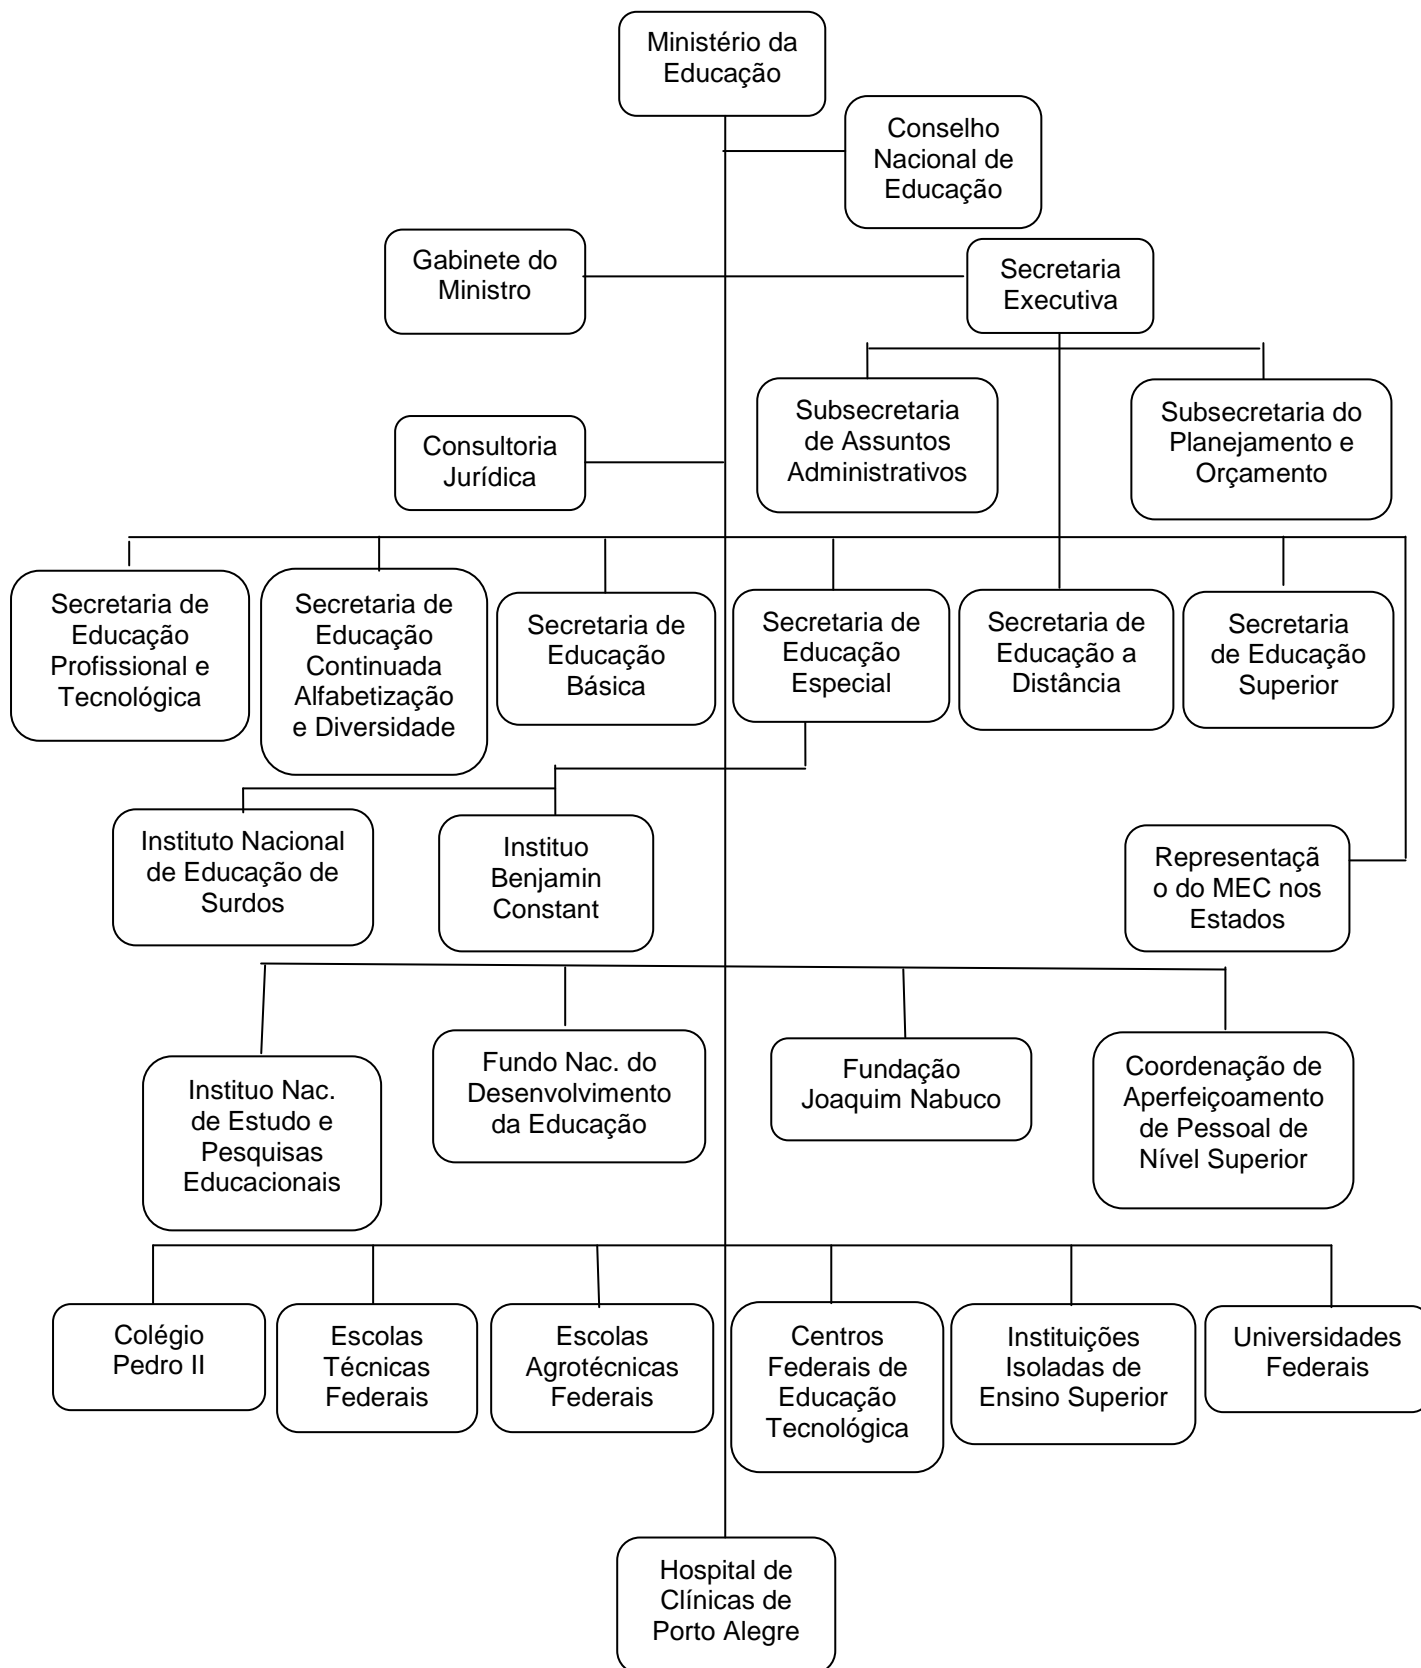 Ministério da
Educação
Conselho
Nacional de
Educação
Gabinete do
Ministro
Secretaria
Executiva
Subsecretaria
de Assuntos
Administrativos
Subsecretaria do
Planejamento e
Orçamento
Consultoria
Jurídica
Secretaria de
Educação
Profissional e
Tecnológica
Secretaria de
Educação
Continuada
Alfabetização
e Diversidade
Secretaria de
Educação
Básica
Secretaria de
Educação
Especial
Secretaria de
Educação a
Distância
Secretaria
de Educação
Superior
Instituto Nacional
de Educação de
Surdos
Instituo
Benjamin
Constant
Representaçã
o do MEC nos
Estados
Instituo Nac.
de Estudo e
Pesquisas
Educacionais
Fundo Nac. do
Desenvolvimento
da Educação
Fundação
Joaquim Nabuco
Coordenação de
Aperfeiçoamento
de Pessoal de
Nível Superior
Colégio
Pedro II
Escolas
Técnicas
Federais
Escolas
Agrotécnicas
Federais
Centros
Federais de
Educação
Tecnológica
Instituições
Isoladas de
Ensino Superior
Universidades
Federais
Hospital de
Clínicas de
Porto Alegre